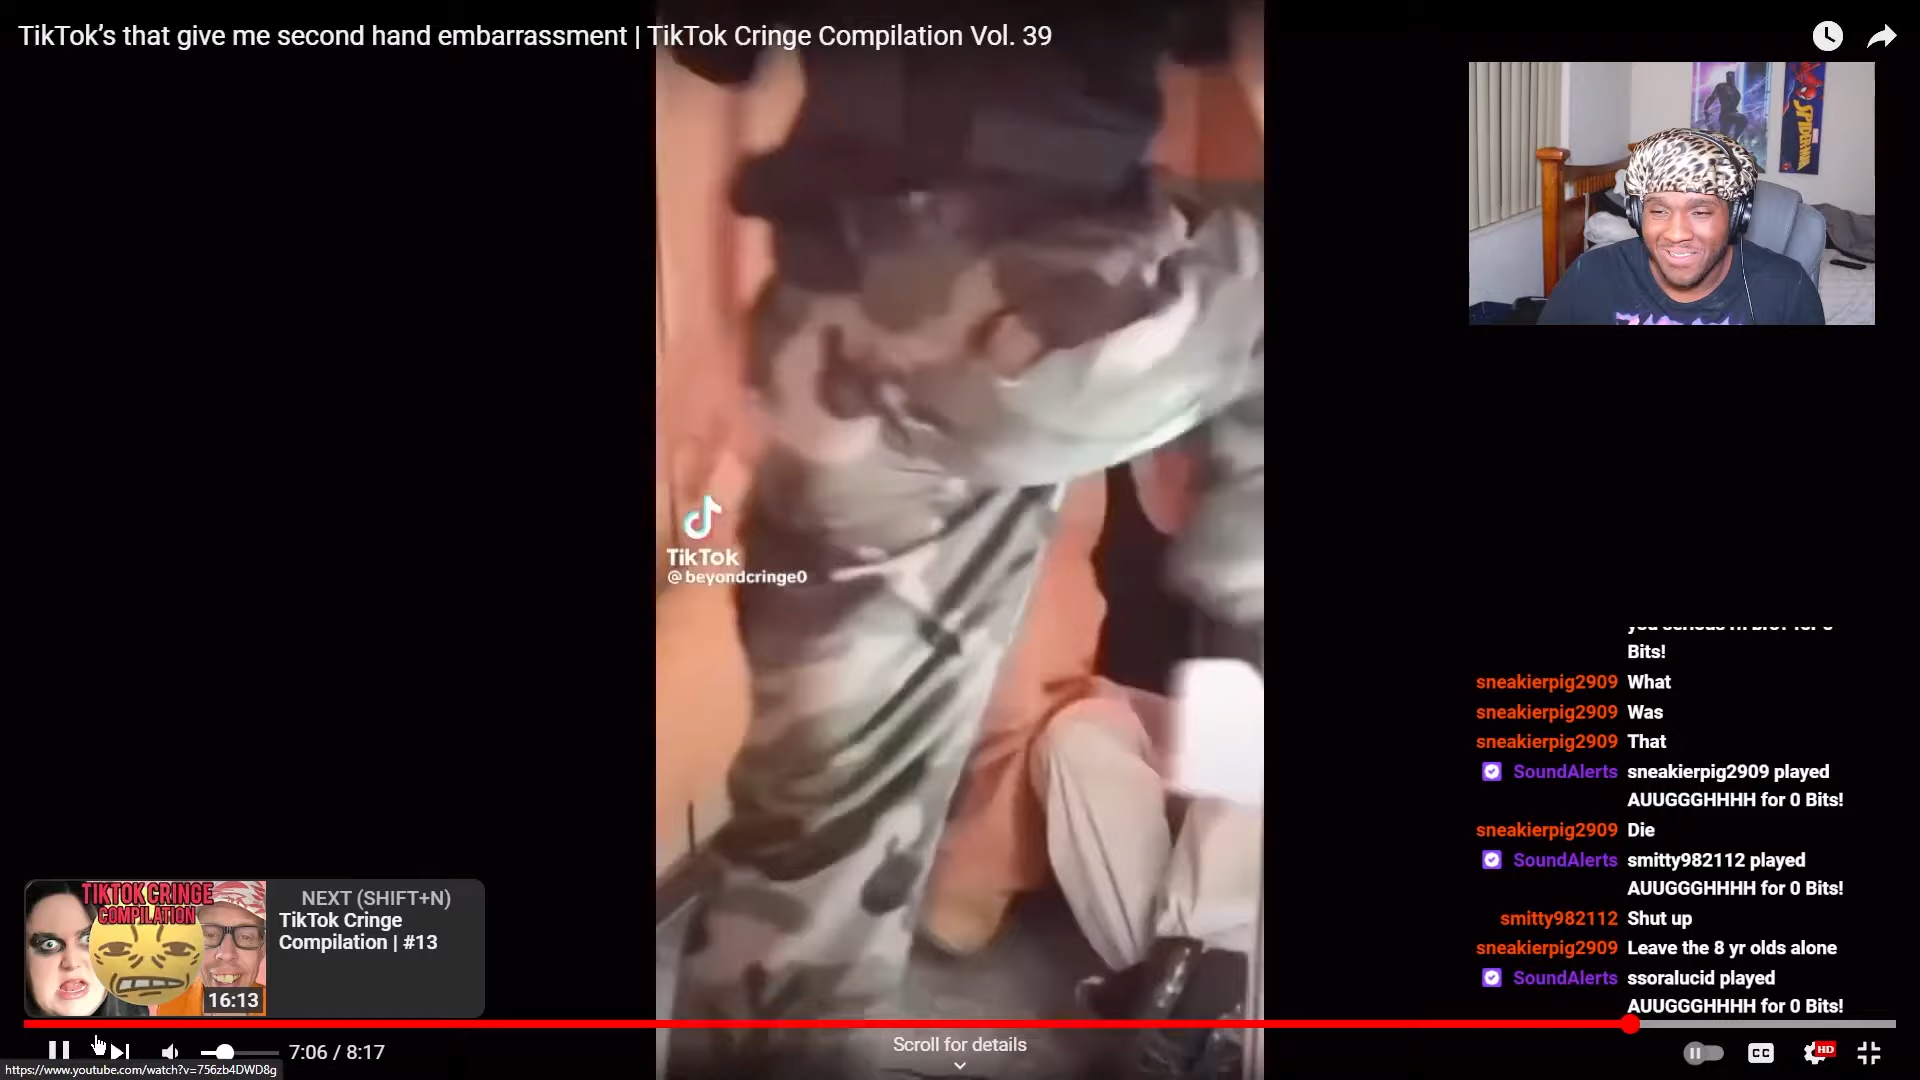 TikTok’s that give me second hand embarrassment | TikTok Cringe Compilation Vol. 39
SPIDER-MAN
TikTok
@beyondcringe0
Bits!
sneakierpig2909 What
sneakierpig2909 Was
sneakierpig2909 That
SoundAlerts sneakierpig2909 played
AUUGGGHHHH for 0 Bits!
sneakierpig2909 Die
SoundAlerts smitty982112 played
AUUGGGHHHH for 0 Bits!
smitty982112 Shut up
sneakierpig2909 Leave the 8 yr olds alone
SoundAlerts ssoralucid played
AUUGGGHHHH for 0 Bits!
TIKTOK CRINGE
COMPILATION
16:13
NEXT (SHIFT+N)
TikTok Cringe
Compilation | #13
7:06 / 8:17
Scroll for details
CC
HD
https://www.youtube.com/watch?v=756zb4DWD8g